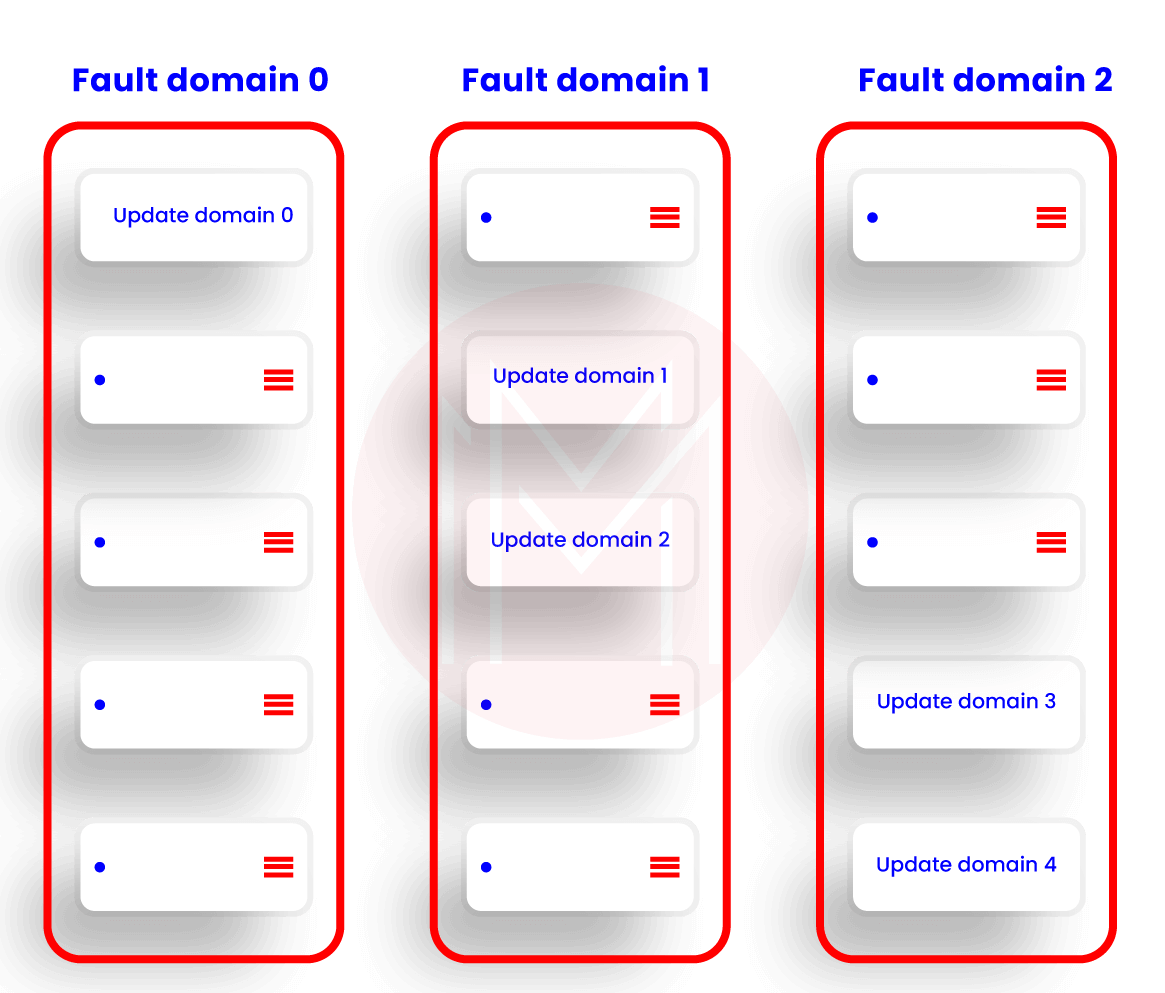 Fault domain 0
Fault domain 1
Fault domain 2
Update domain 0
Update domain 1
Update domain 2
Update domain 3
Update domain 4